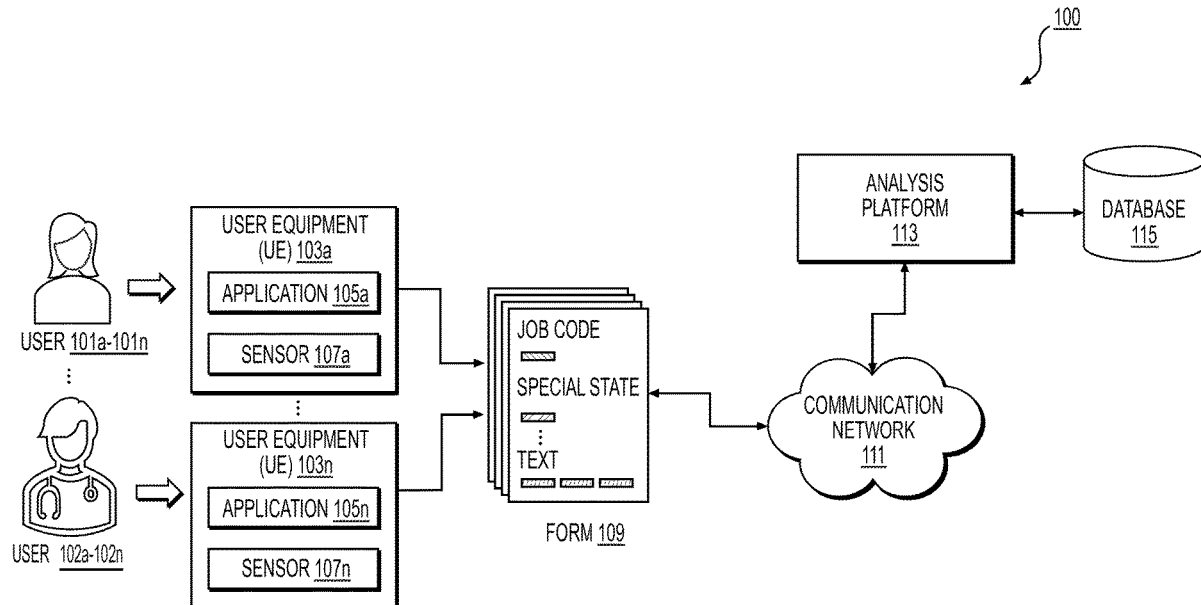 100
ANALYSIS
PLATFORM
113
DATABASE
115
USER EQUIPMENT
(UE) 103a
APPLICATION 105a
SENSOR 107a
USER 101a-101n
JOB CODE
SPECIAL STATE
TEXT
FORM 109
COMMUNICATION
NETWORK
111
USER EQUIPMENT
(UE) 103n
APPLICATION 105n
SENSOR 107n
USER 102a-102n